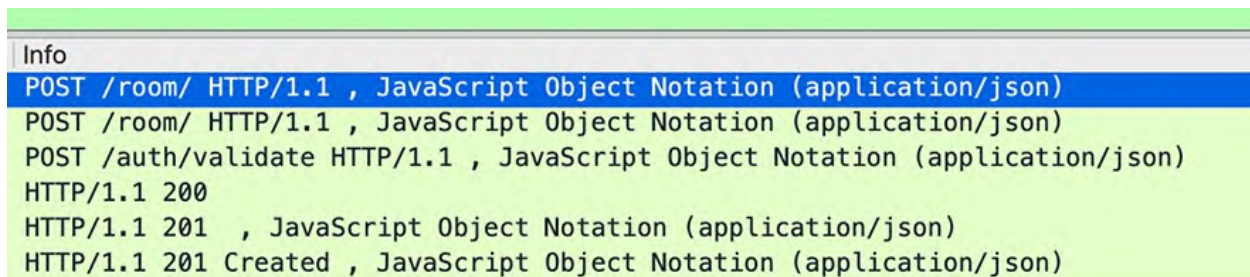 Info
POST /room/ HTTP/1.1 , JavaScript Object Notation (application/json)
POST /room/ HTTP/1.1 , JavaScript Object Notation (application/json)
POST /auth/validate HTTP/1.1 , JavaScript Object Notation (application/json)
HTTP/1.1 200
HTTP/1.1 201  , JavaScript Object Notation (application/json)
HTTP/1.1 201 Created , JavaScript Object Notation (application/json)